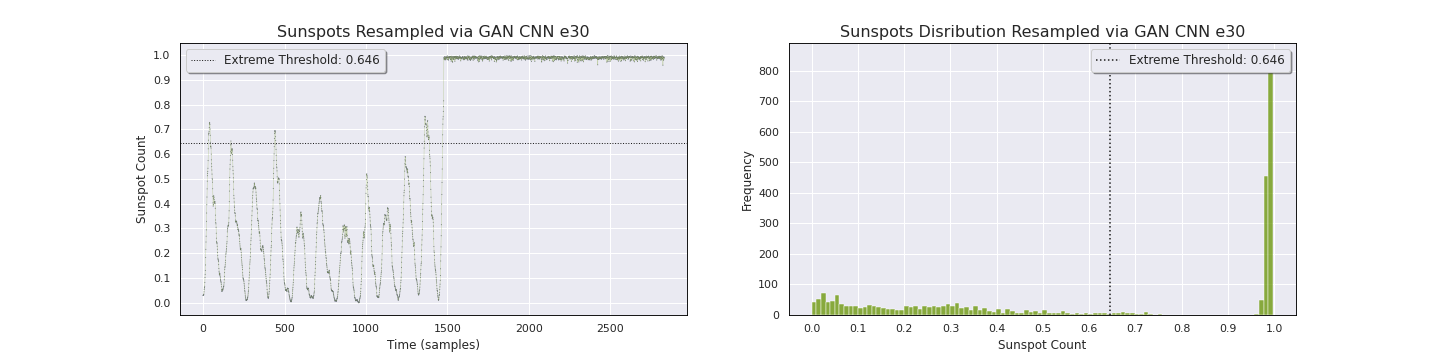 Sunspots Resampled via GAN CNN e30
Extreme Threshold: 0.646
1.0
0.9
0.8
0.7
0.6
0.5
0.4
0.3
0.2
0.1
0.0
Sunspot Count
0 500 1000 1500 2000 2500
Time (samples)
Sunspots Disribution Resampled via GAN CNN e30
Extreme Threshold: 0.646
800
700
600
500
400
300
200
100
0
Frequency
0.0 0.1 0.2 0.3 0.4 0.5 0.6 0.7 0.8 0.9 1.0
Sunspot Count